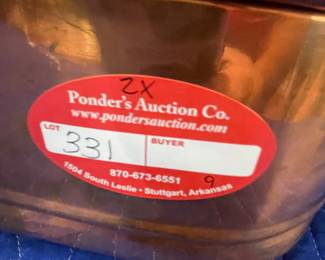 2X
Ponder's Auction Co.
www.pondersauction.com
LOT
331
BUYER
870-673-6551
9
1504 South Leslie • Stuttgart, Arkansas